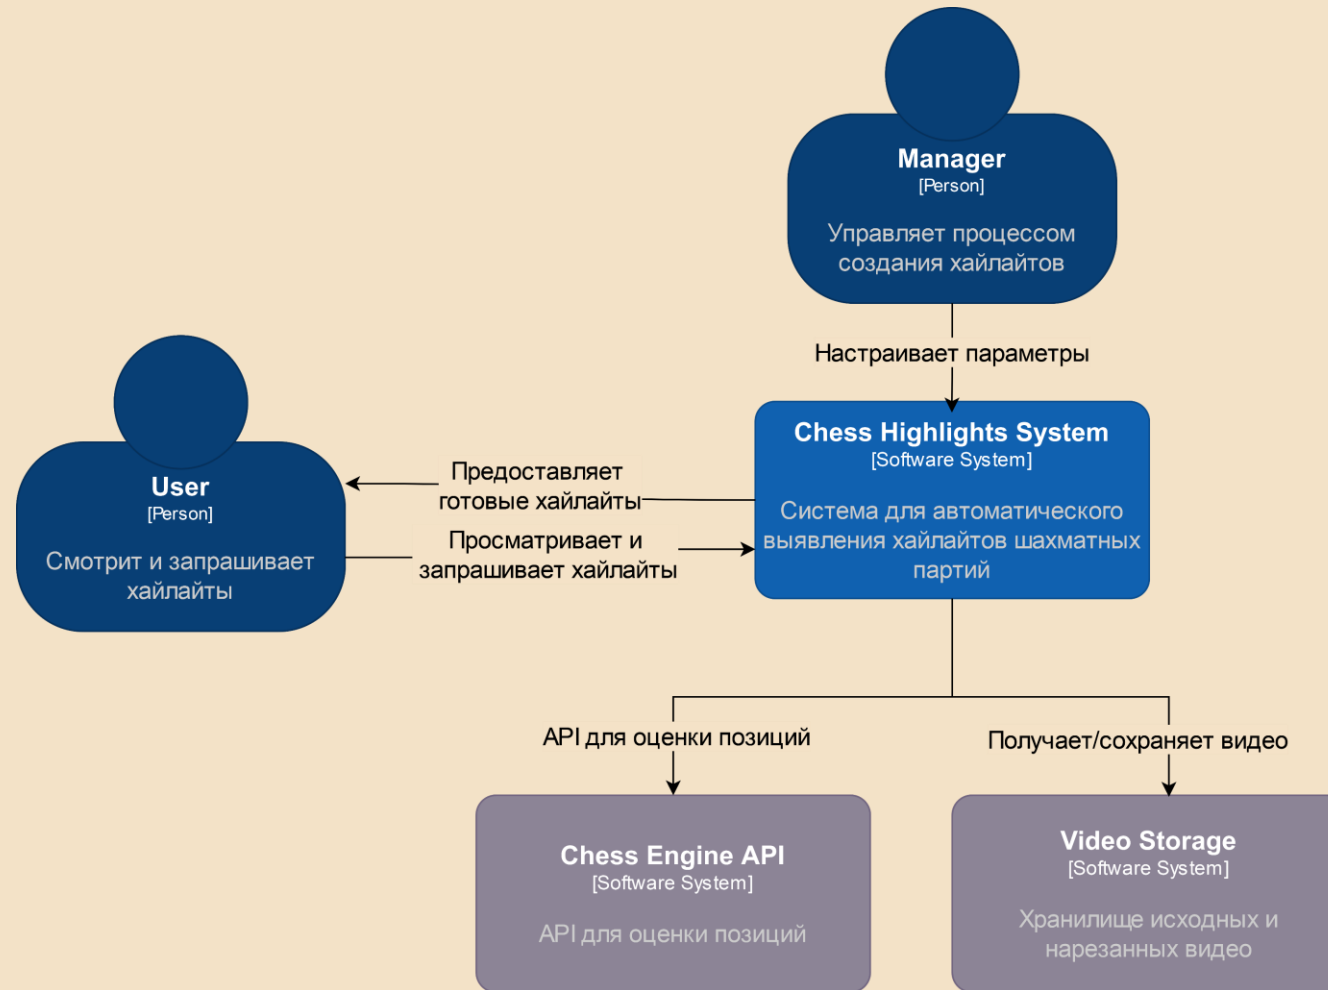 Manager
[Person]
Управляет процессом
создания хайлайтов
Настраивает параметры
User
[Person]
Смотрит и запрашивает
хайлайты
Предоставляет
готовые хайлайты
Просматривает и
запрашивает хайлайты
Chess Highlights System
[Software System]
Система для автоматического
выявления хайлайтов шахматных
партий
API для оценки позиций
Получает/сохраняет видео
Chess Engine API
[Software System]
API для оценки позиций
Video Storage
[Software System]
Хранилище исходных и
нарезанных видео